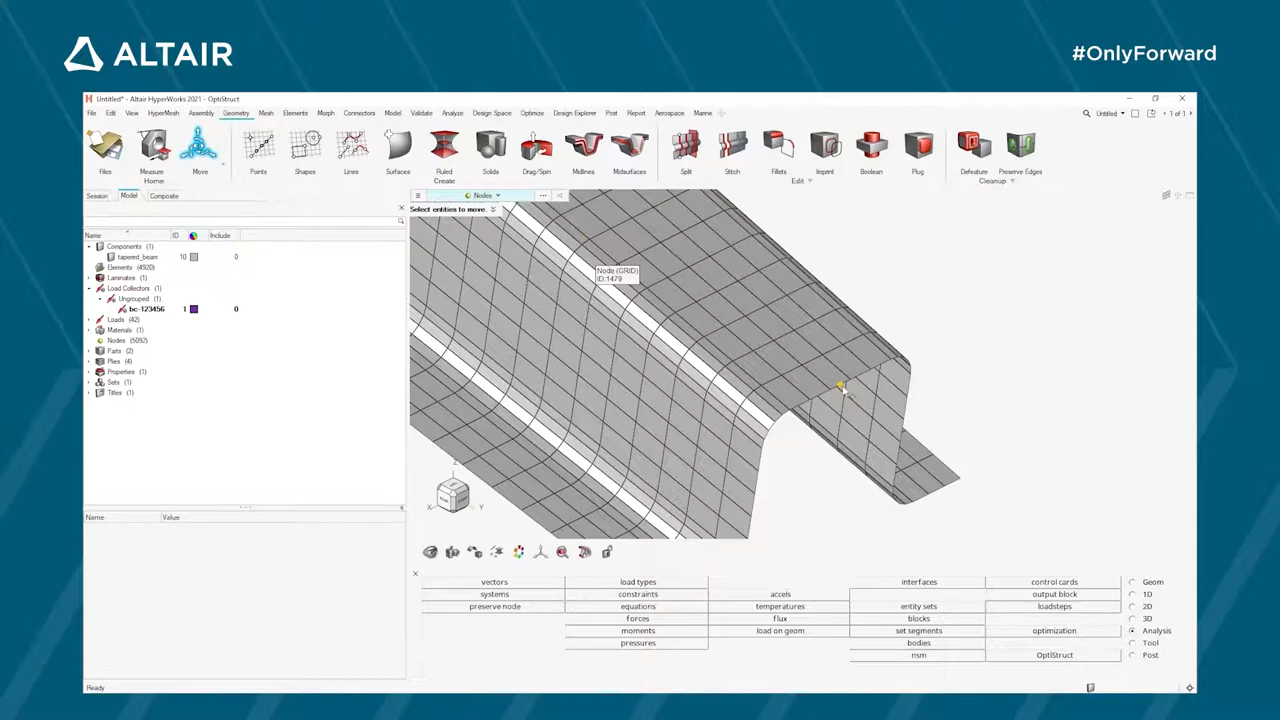 ALTAIR
#OnlyForward
Untitled* - Altair HyperWorks 2021 - OptiStruct
File Edit View HyperMesh Assembly Geometry Mesh Elements Morph Connectors Model Validate Analyze Design Space Optimize Design Explorer Post Report Aerospace Marine
Untitled 1 of 1
Files Measure Move Points Shapes Lines Surfaces Ruled Drag/Spin Solids Midlines Midsurfaces Split Stitch Fillets Imprint Boolean Plug Defeature Preserve Edges
Home Create Edit Cleanup
Session Model Composite
Nodes
Select entities to move.
Name ID Include
Components (1)
tapered_beam 10 0
Elements (4920)
Laminates (1)
Load Collectors (1)
Ungrouped (1)
bc-123456 1 0
Loads (42)
Materials (1)
Nodes (5092)
Parts (2)
Plies (4)
Properties (1)
Sets (1)
Titles (1)
Node (GRID)
ID:1479
Z
X Y
Name Value
vectors load types interfaces control cards Geom
systems constraints accels output block 1D
preserve node equations temperatures entity sets loadsteps 2D
forces flux blocks 3D
moments load on geom set segments optimization Analysis
pressures bodies Tool
nsm OptiStruct Post
Ready